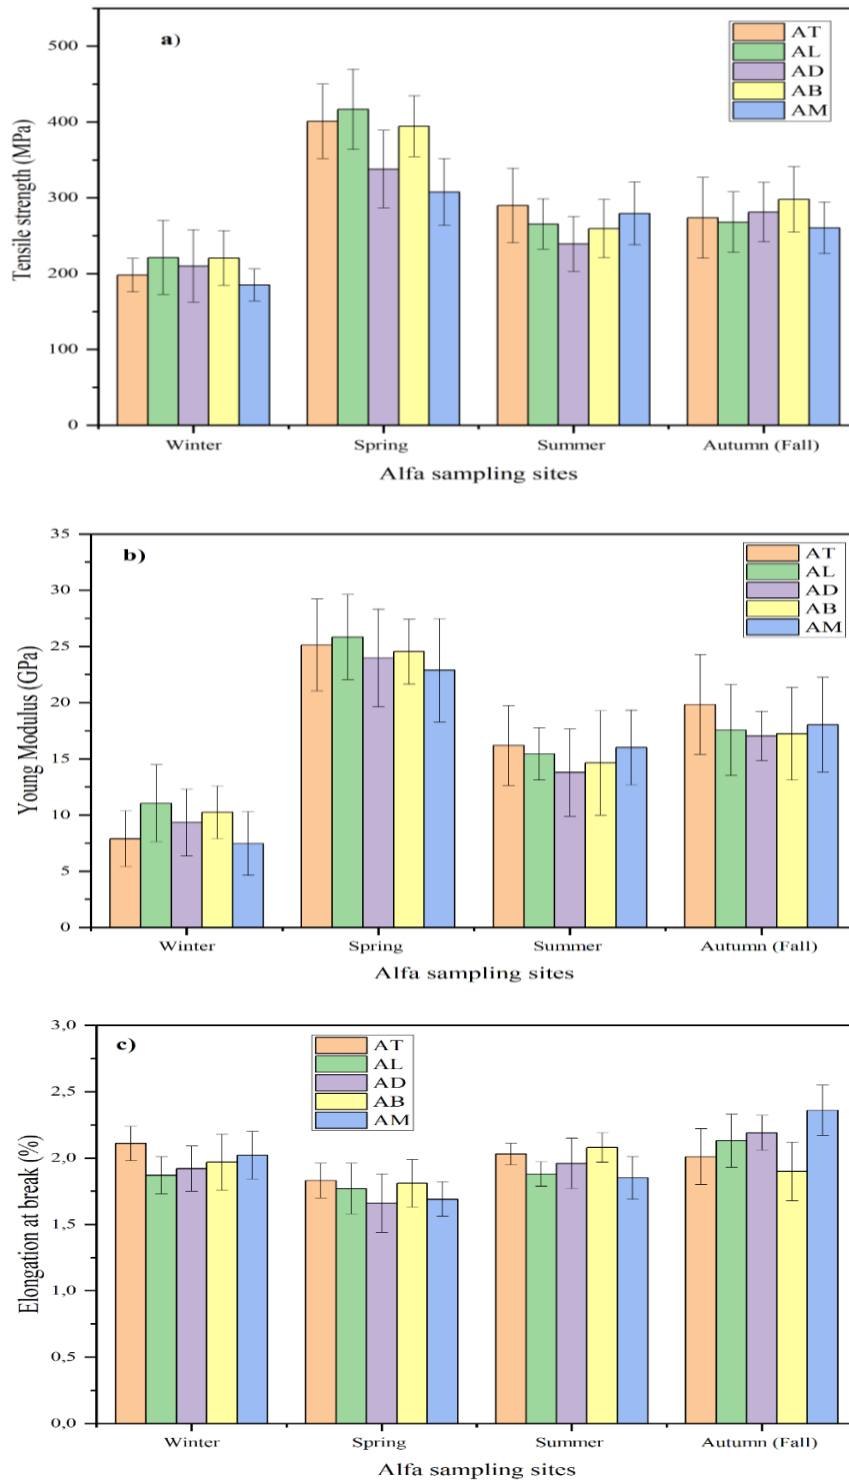 a)
AT
AL
AD
AB
AM
Tensile strength (MPa)
500
400
300
200
100
0
Winter Spring Summer Autumn (Fall)
Alfa sampling sites
b)
AT
AL
AD
AB
AM
Young Modulus (GPa)
35
30
25
20
15
10
5
0
Winter Spring Summer Autumn (Fall)
Alfa sampling sites
c)
AT
AL
AD
AB
AM
Elongation at break (%)
3,0
2,5
2,0
1,5
1,0
0,5
0,0
Winter Spring Summer Autumn (Fall)
Alfa sampling sites